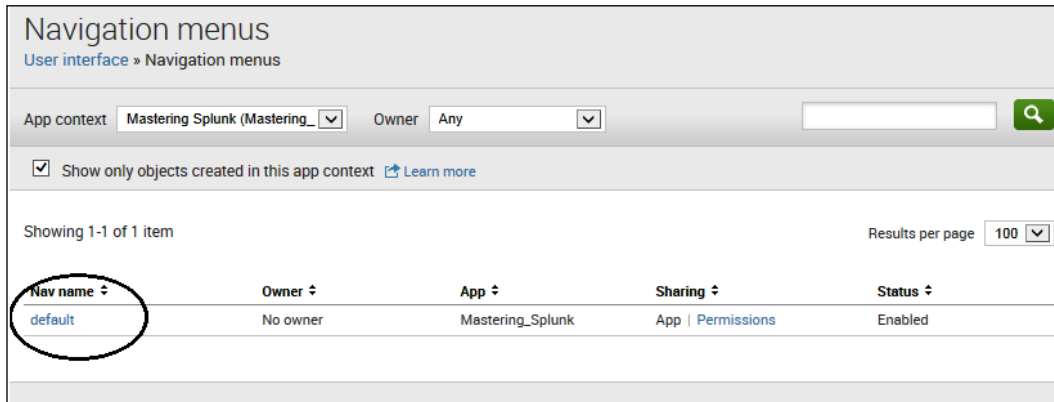 Navigation menus
User interface » Navigation menus
App context Mastering Splunk (Mastering_ Owner Any
Show only objects created in this app context Learn more
Showing 1-1 of 1 item Results per page 100
Nav name Owner App Sharing Status
default No owner Mastering_Splunk App | Permissions Enabled